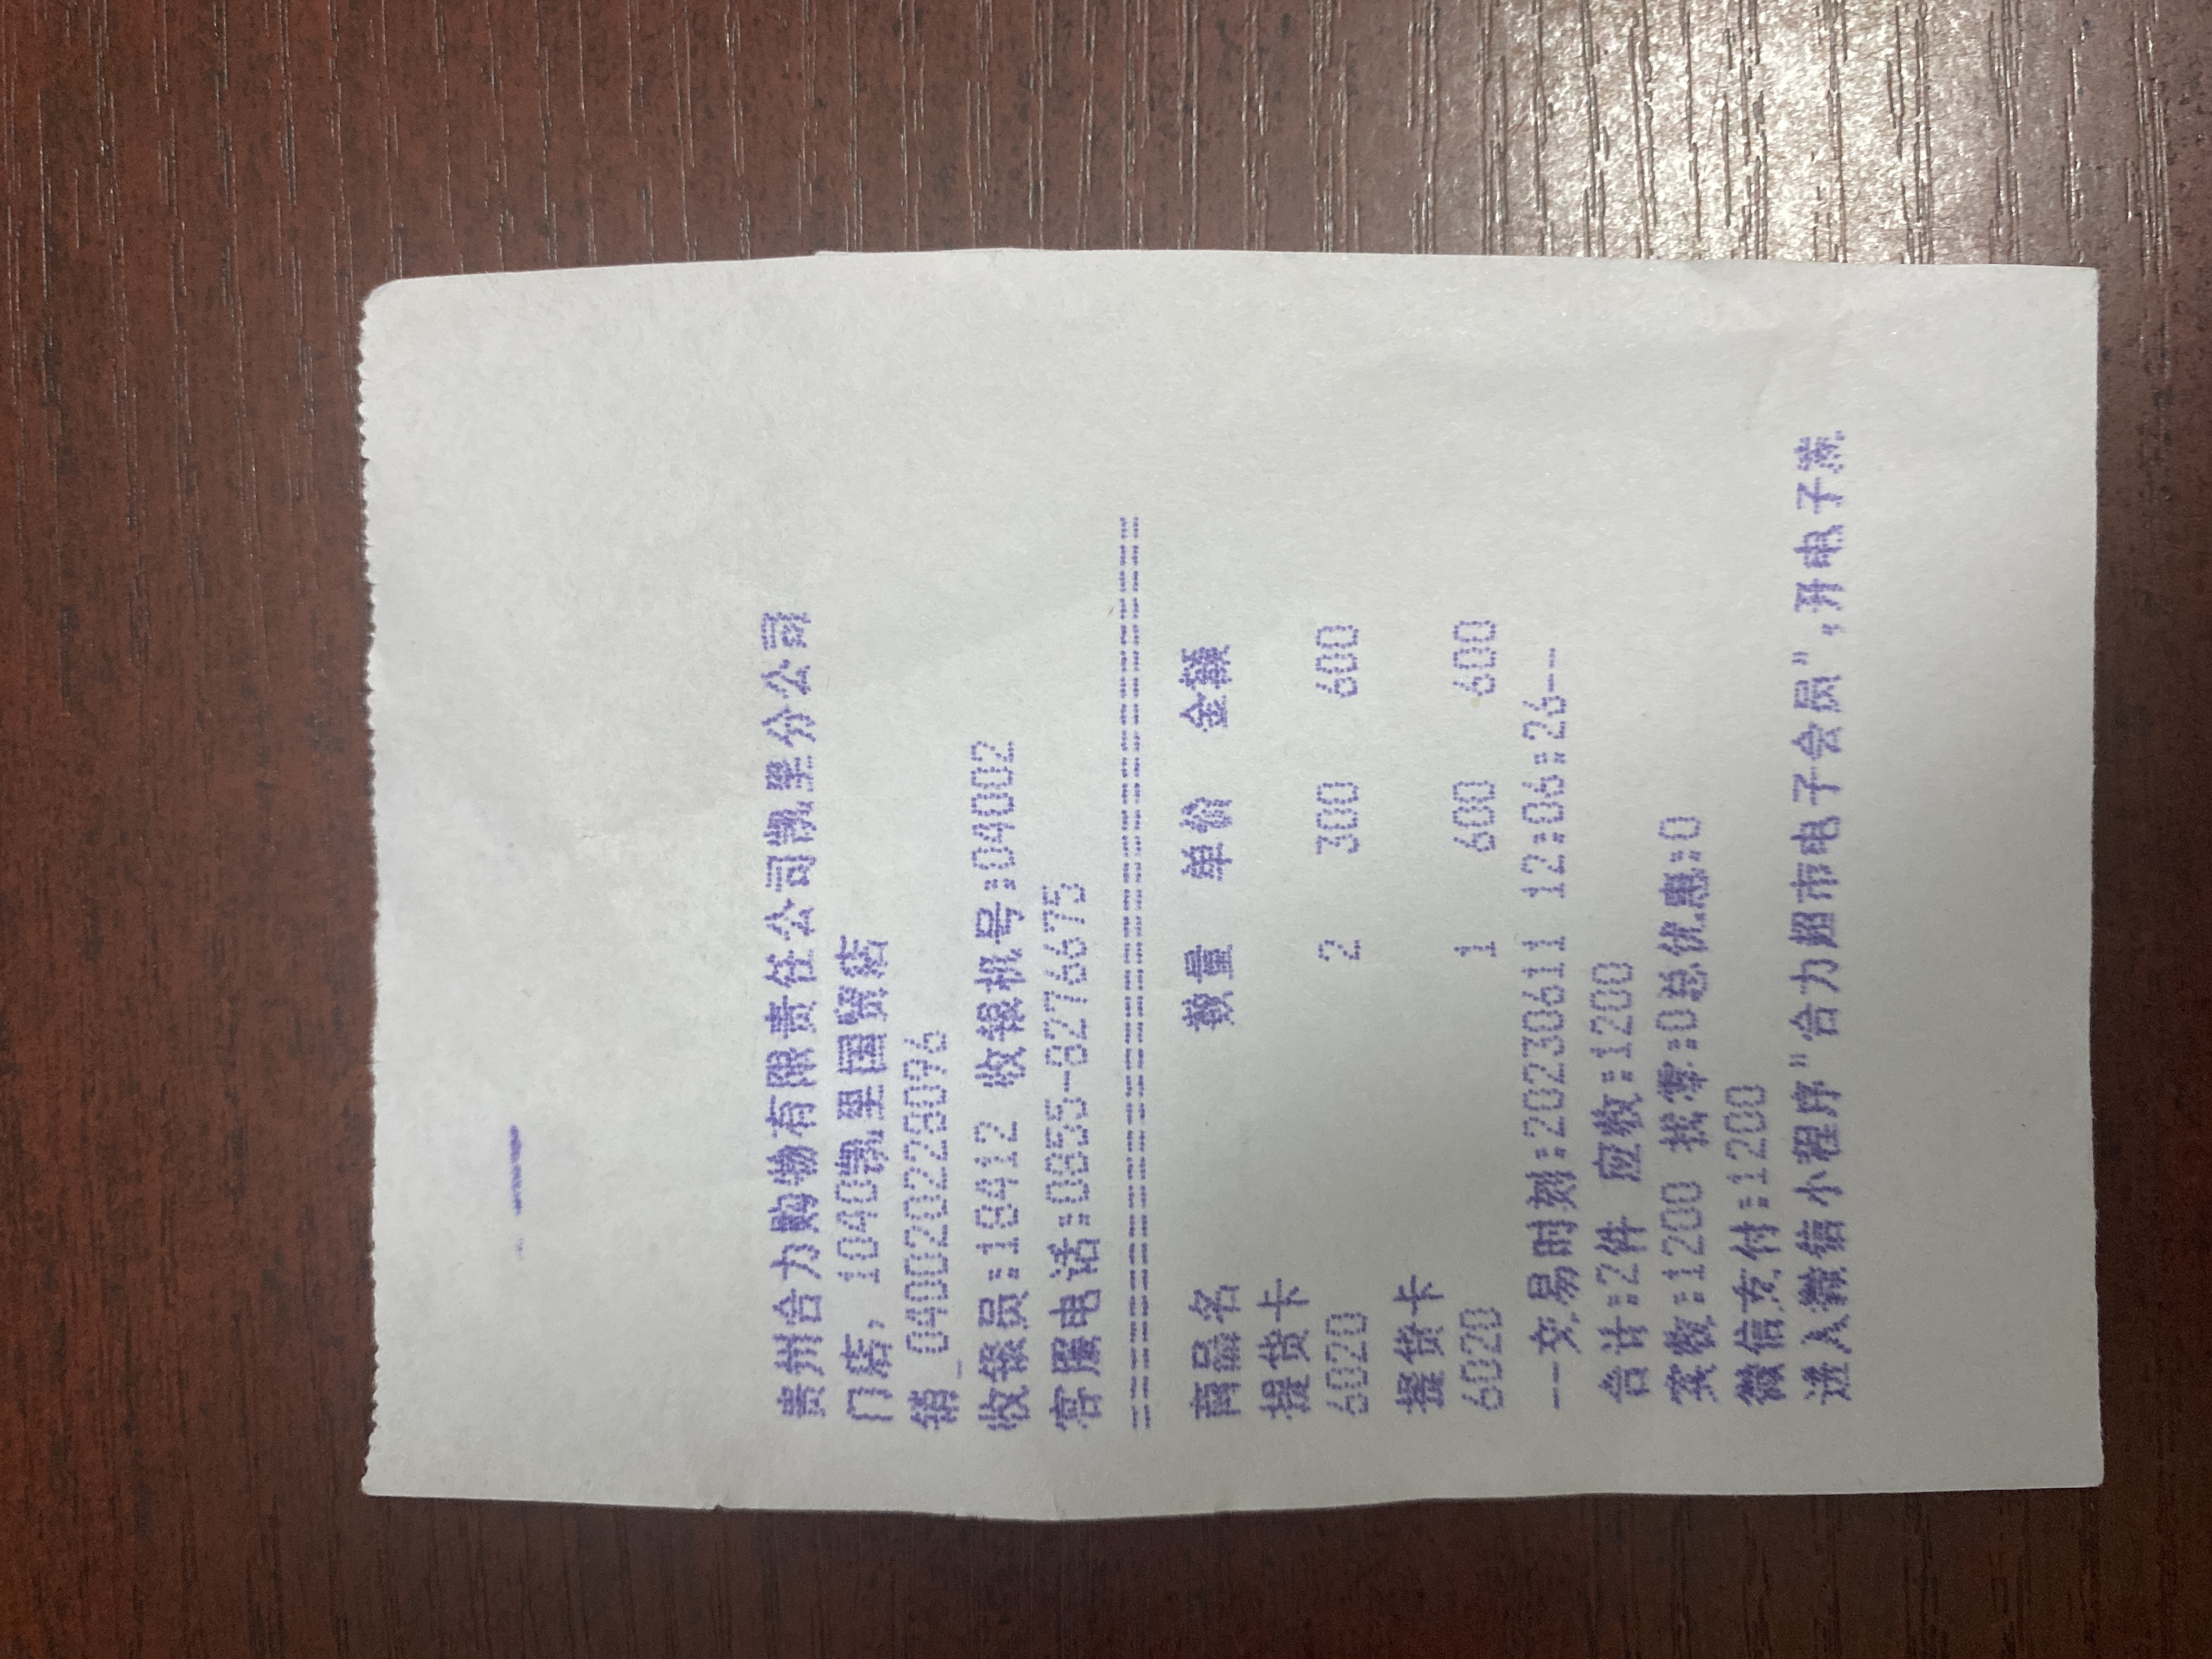 贵州合力购物有限责任公司凯里分公司
门店, 1040凯里国贸店
销_0400202228096
收银员:18412 收银机号:04002
客服电话:0855-8276675
==================================
商品名 数量 单价 金额
提货卡
6020 2 300 600
提货卡
6020 1 600 600
--交易时刻:20230611 12:06:26--
合计:2件 应收:1200
实收:1200 找零:0总优惠:0
微信支付:1200
进入微信小程序"合力超市电子会员",开电子票